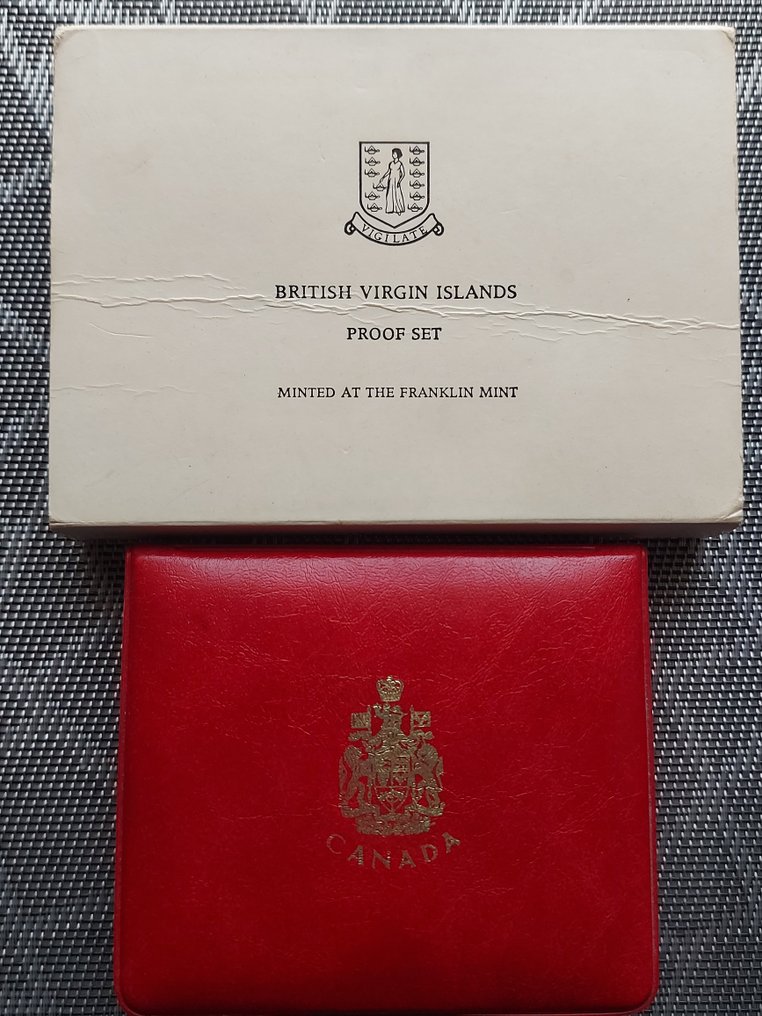 VIGILATE
BRITISH VIRGIN ISLANDS
PROOF SET
MINTED AT THE FRANKLIN MINT
CANADA